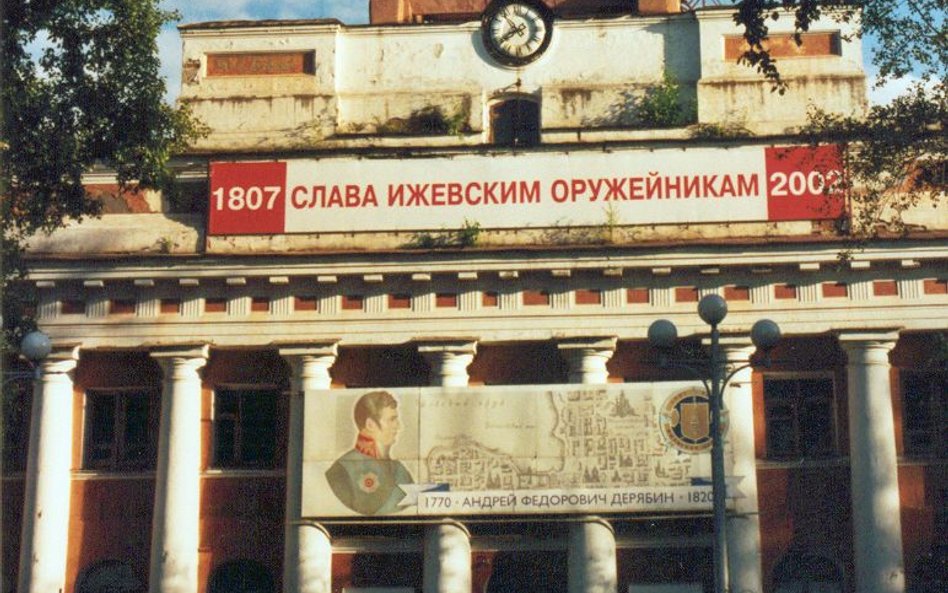 1807 СЛАВА ИЖЕВСКИМ ОРУЖЕЙНИКАМ 2002
1770 · АНДРЕЙ ФЕДОРОВИЧ ДЕРЯБИН · 1820